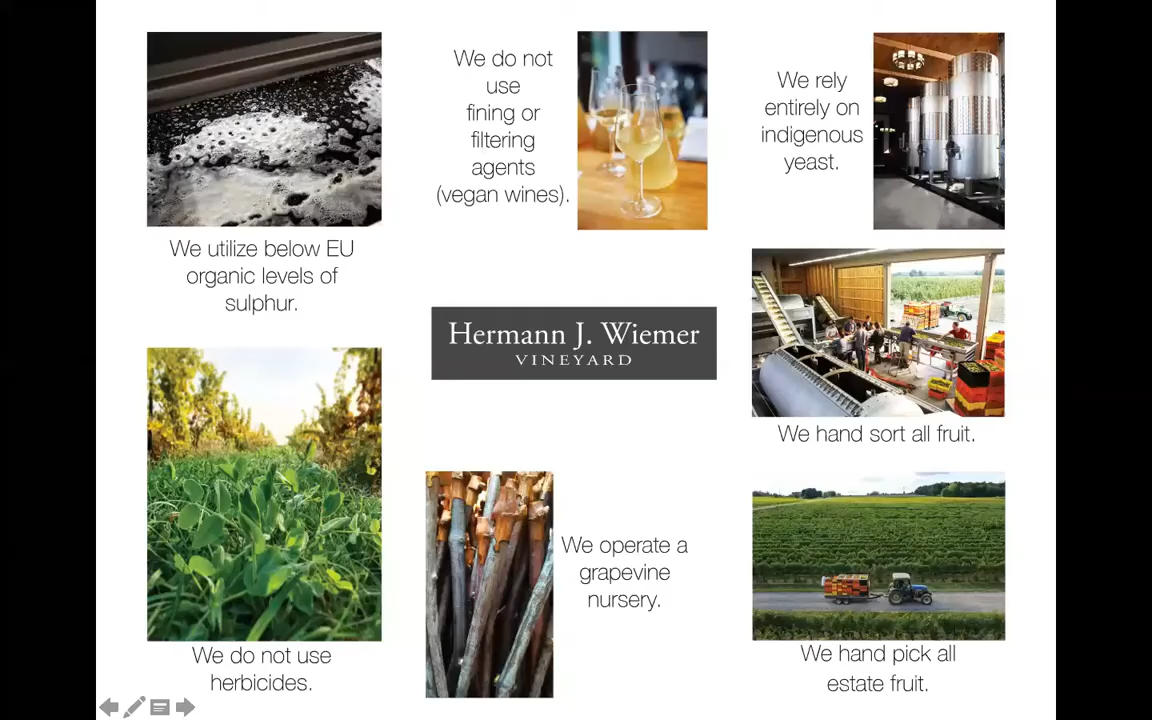 We do not
use
fining or
filtering
agents
(vegan wines).
We rely
entirely on
indigenous
yeast.
We utilize below EU
organic levels of
sulphur.
Hermann J. Wiemer
VINEYARD
We hand sort all fruit.
We operate a
grapevine
nursery.
We do not use
herbicides.
We hand pick all
estate fruit.